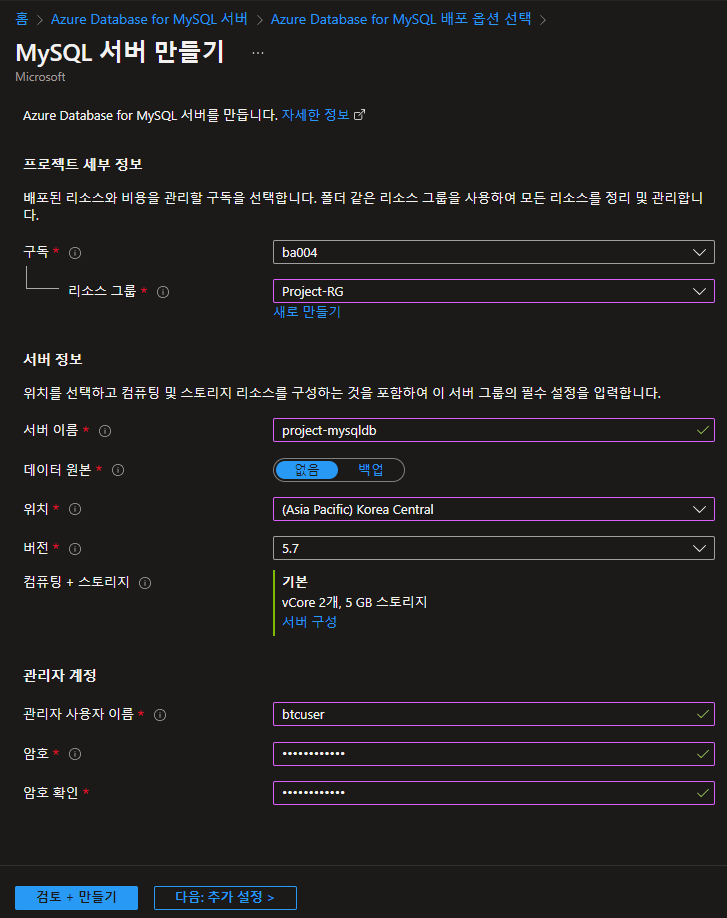 홈 > Azure Database for MySQL 서버 > Azure Database for MySQL 배포 옵션 선택 >
MySQL 서버 만들기 ...
Microsoft
Azure Database for MySQL 서버를 만듭니다. 자세한 정보
프로젝트 세부 정보
배포된 리소스와 비용을 관리할 구독을 선택합니다. 폴더 같은 리소스 그룹을 사용하여 모든 리소스를 정리 및 관리합니
다.
구독 * ba004
리소스 그룹 * Project-RG
새로 만들기
서버 정보
위치를 선택하고 컴퓨팅 및 스토리지 리소스를 구성하는 것을 포함하여 이 서버 그룹의 필수 설정을 입력합니다.
서버 이름 * project-mysqldb
데이터 원본 * 없음 백업
위치 * (Asia Pacific) Korea Central
버전 * 5.7
컴퓨팅 + 스토리지 기본
vCore 2개, 5 GB 스토리지
서버 구성
관리자 계정
관리자 사용자 이름 * btcuser
암호 * ••••••••••••
암호 확인 * ••••••••••••
검토 + 만들기 다음: 추가 설정 >